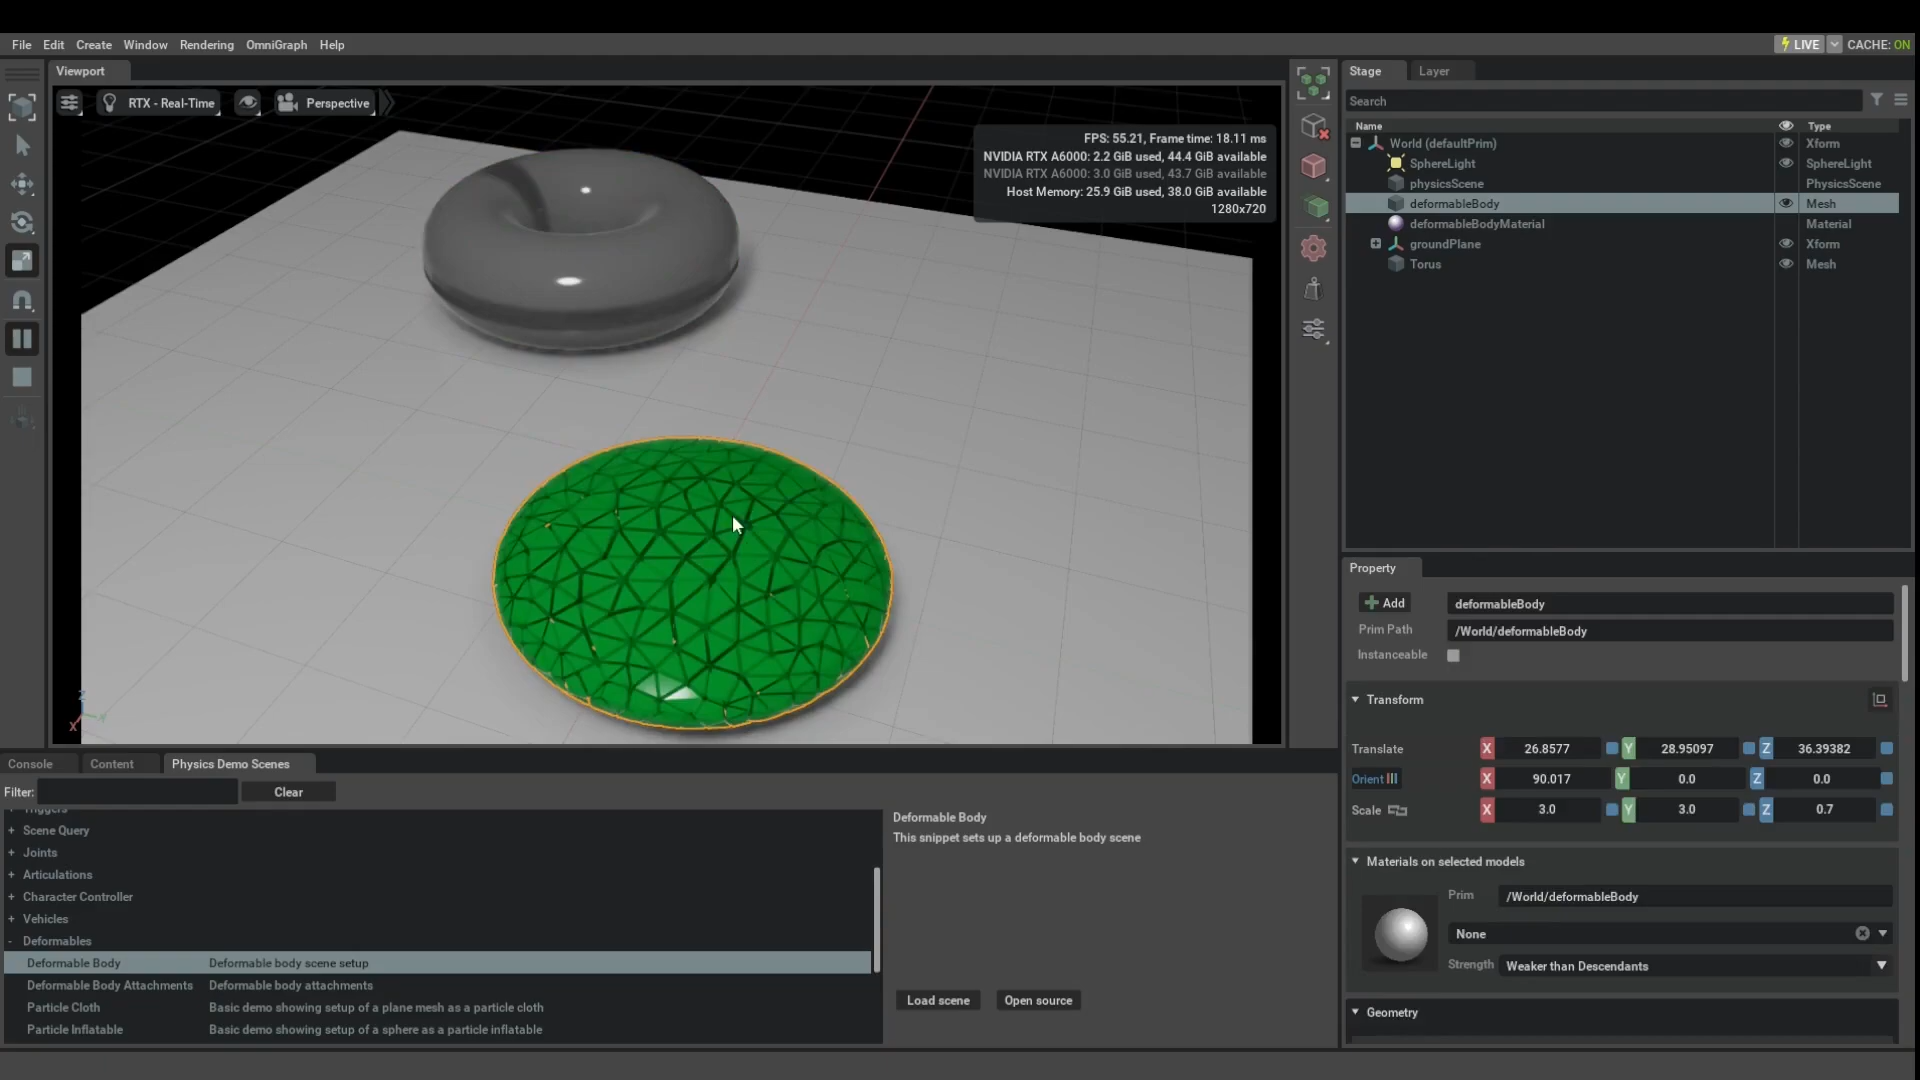 File Edit Create Window Rendering OmniGraph Help
LIVE CACHE: ON
Viewport
RTX - Real-Time Perspective
FPS: 55.21, Frame time: 18.11 ms
NVIDIA RTX A6000: 2.2 GiB used, 44.4 GiB available
NVIDIA RTX A6000: 3.0 GiB used, 43.7 GiB available
Host Memory: 25.9 GiB used, 38.0 GiB available
1280x720
Z
X Y
Stage Layer
Search
Name Type
World (defaultPrim) Xform
SphereLight SphereLight
physicsScene PhysicsScene
deformableBody Mesh
deformableBodyMaterial Material
groundPlane Xform
Torus Mesh
Property
Add deformableBody
Prim Path /World/deformableBody
Instanceable
Transform
Translate X 26.8577 Y 28.95097 Z 36.39382
Orient X 90.017 Y 0.0 Z 0.0
Scale X 3.0 Y 3.0 Z 0.7
Materials on selected models
Prim /World/deformableBody
None
Strength Weaker than Descendants
Geometry
Console Content Physics Demo Scenes
Filter: Clear
+ Triggers
+ Scene Query
+ Joints
+ Articulations
+ Character Controller
+ Vehicles
- Deformables
Deformable Body Deformable body scene setup
Deformable Body Attachments Deformable body attachments
Particle Cloth Basic demo showing setup of a plane mesh as a particle cloth
Particle Inflatable Basic demo showing setup of a sphere as a particle inflatable
Deformable Body
This snippet sets up a deformable body scene
Load scene Open source